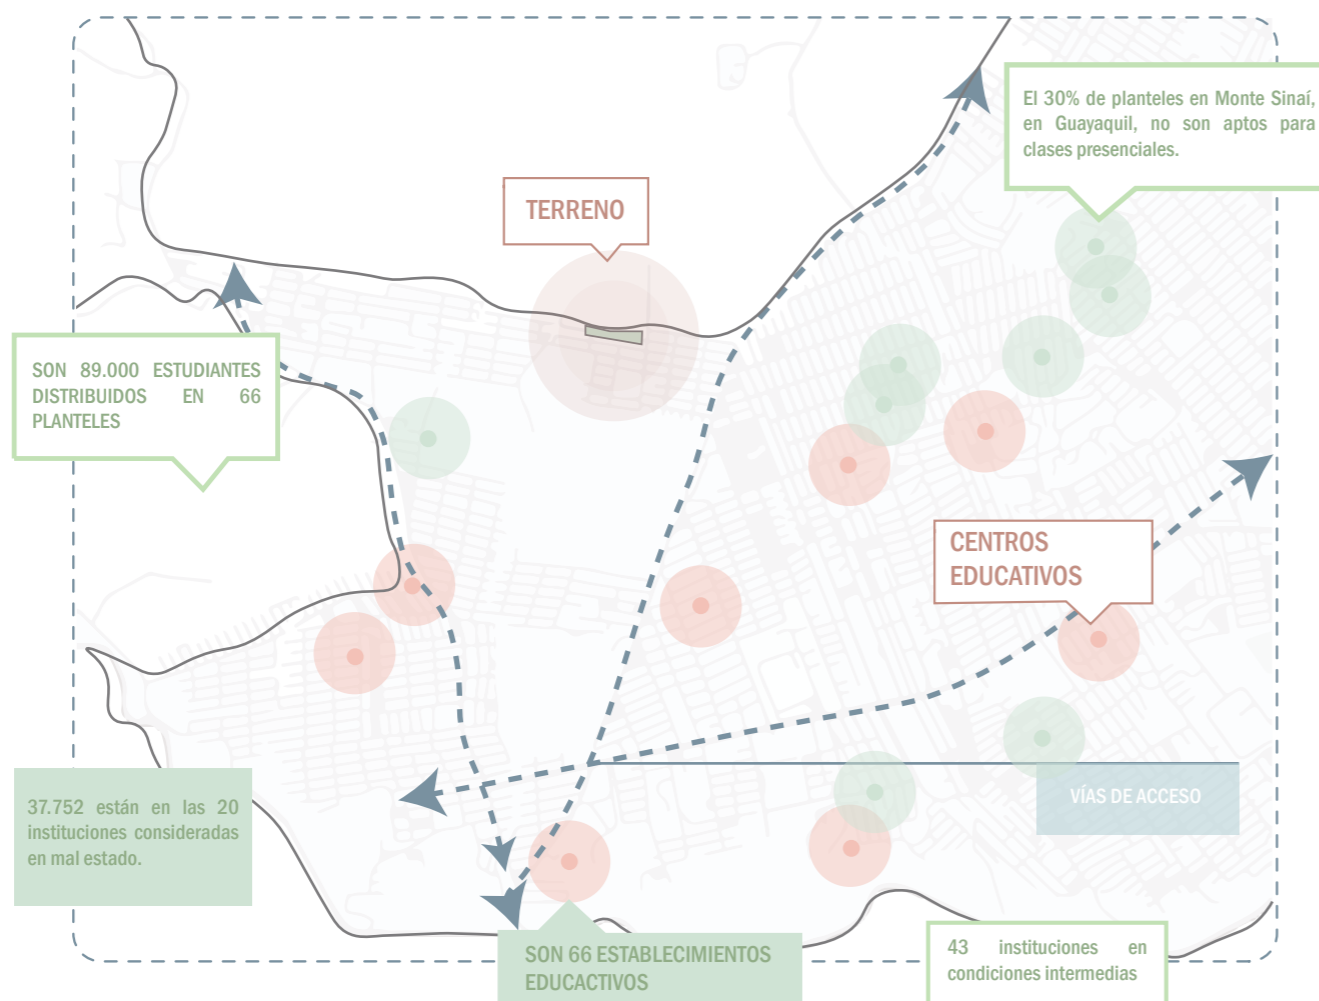 El 30% de planteles en Monte Sinaí,
en Guayaquil, no son aptos para
clases presenciales.
TERRENO
SON 89.000 ESTUDIANTES
DISTRIBUIDOS EN 66
PLANTELES
CENTROS
EDUCATIVOS
37.752 están en las 20
instituciones consideradas
en mal estado.
VÍAS DE ACCESO
SON 66 ESTABLECIMIENTOS
EDUCACTIVOS
43 instituciones en
condiciones intermedias